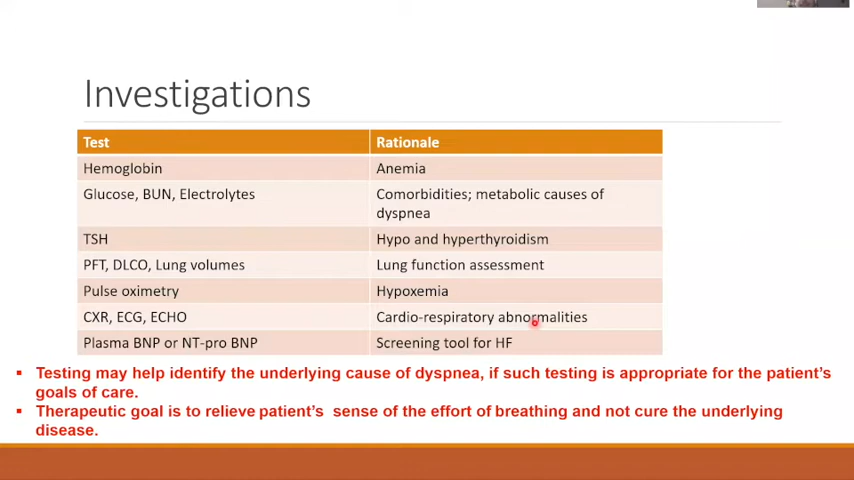 Investigations
Test Rationale
Hemoglobin Anemia
Glucose, BUN, Electrolytes Comorbidities; metabolic causes of
dyspnea
TSH Hypo and hyperthyroidism
PFT, DLCO, Lung volumes Lung function assessment
Pulse oximetry Hypoxemia
CXR, ECG, ECHO Cardio-respiratory abnormalities
Plasma BNP or NT-pro BNP Screening tool for HF
▪ Testing may help identify the underlying cause of dyspnea, if such testing is appropriate for the patient's
goals of care.
▪ Therapeutic goal is to relieve patient's sense of the effort of breathing and not cure the underlying
disease.